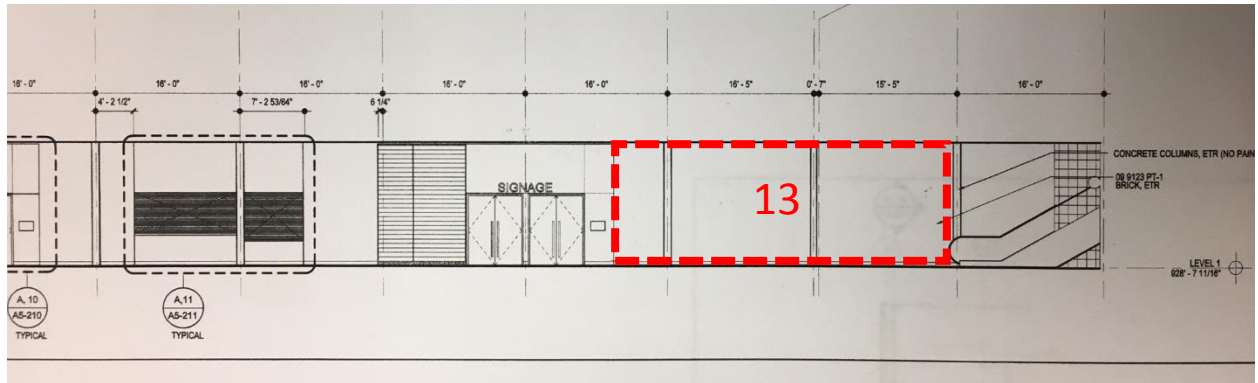 16' - 0" 16' - 0" 16' - 0" 16' - 0" 16' - 0" 16' - 5" 0' - 7" 15' - 5" 16' - 0"
4' - 2 1/2" 7' - 2 53/64" 6 1/4"
CONCRETE COLUMNS, ETR (NO PAIN
09 9123 PT-1
BRICK, ETR
SIGNAGE
13
LEVEL 1
928' - 7 11/16"
A, 10
A5-210
TYPICAL
A,11
A5-211
TYPICAL